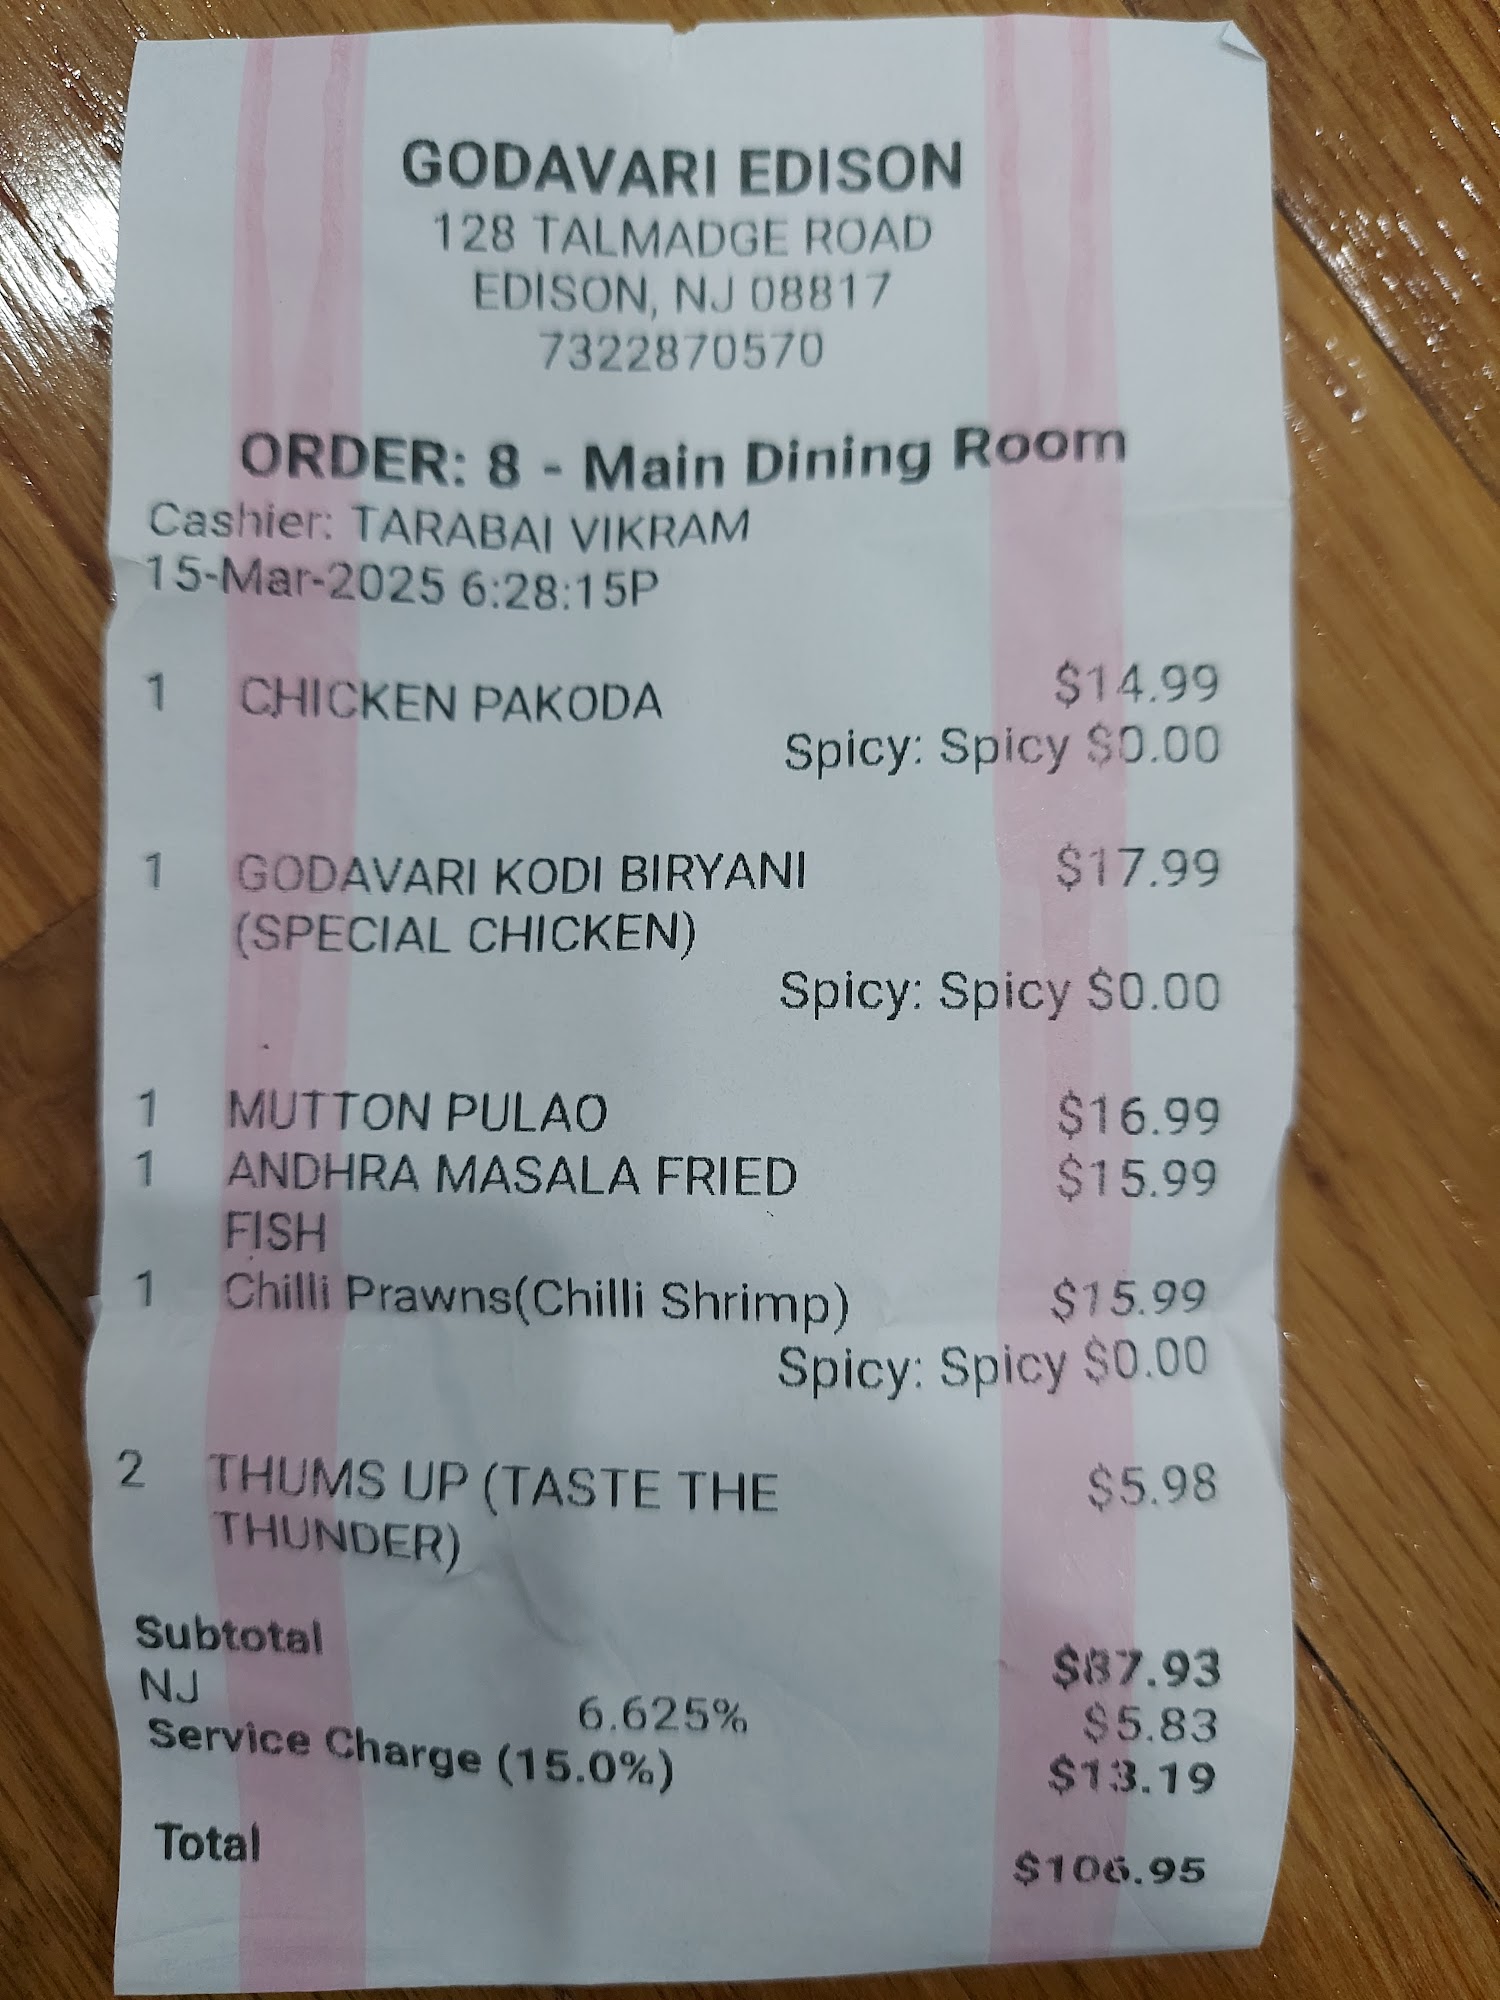 GODAVARI EDISON
128 TALMADGE ROAD
EDISON, NJ 08817
7322870570
ORDER: 8 - Main Dining Room
Cashier: TARABAI VIKRAM
15-Mar-2025 6:28:15P
1 CHICKEN PAKODA $14.99
Spicy: Spicy $0.00
1 GODAVARI KODI BIRYANI $17.99
(SPECIAL CHICKEN)
Spicy: Spicy $0.00
1 MUTTON PULAO $16.99
1 ANDHRA MASALA FRIED $15.99
FISH
1 Chilli Prawns(Chilli Shrimp) $15.99
Spicy: Spicy $0.00
2 THUMS UP (TASTE THE $5.98
THUNDER)
Subtotal $87.93
NJ 6.625% $5.83
Service Charge (15.0%) $13.19
Total $106.95